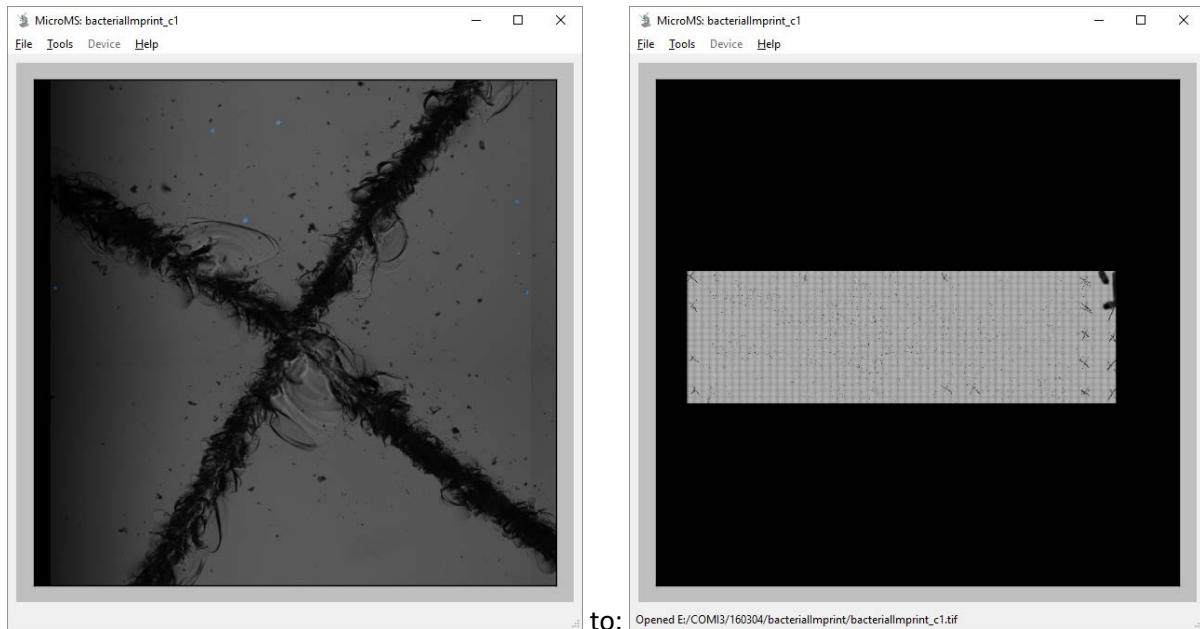 MicroMS: bacterialImprint_c1
File Tools Device Help
to:
MicroMS: bacterialImprint_c1
File Tools Device Help
Opened E:/COMI3/160304/bacterialImprint/bacterialImprint_c1.tif